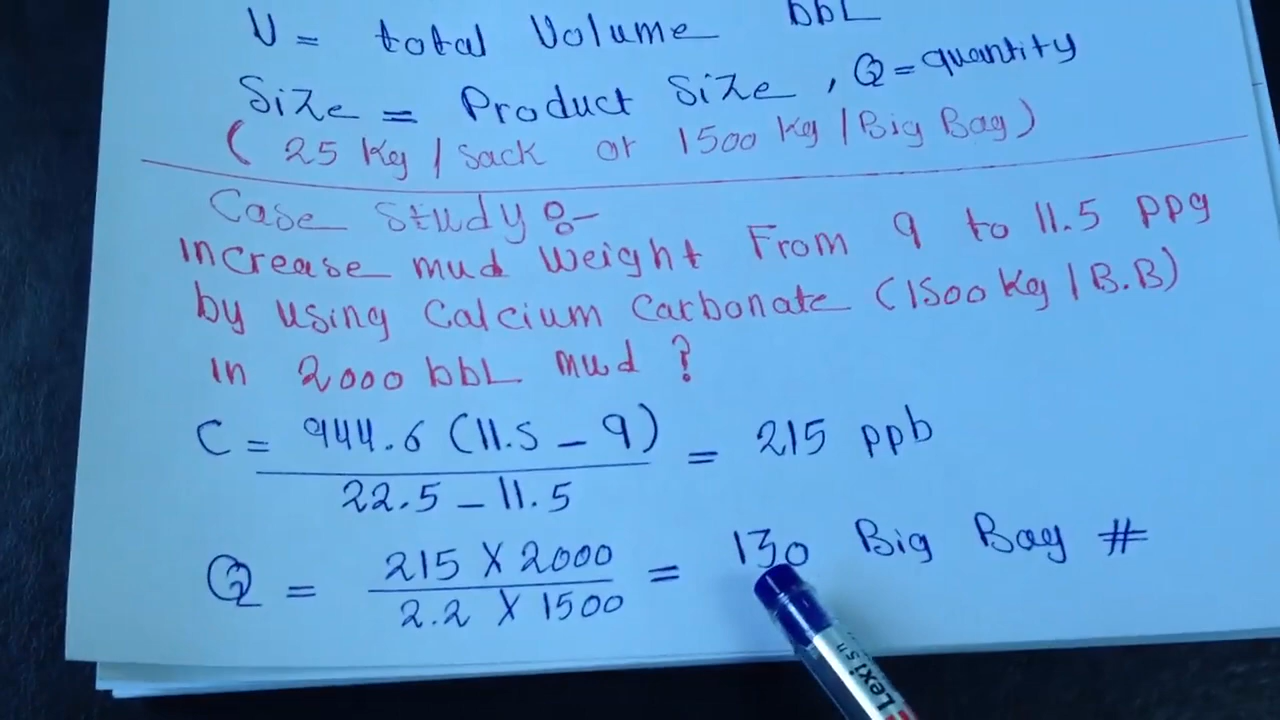 V = total Volume bbL
Size = Product Size , Q = quantity
( 25 Kg / Sack or 1500 Kg / Big Bag )
Case Study :-
increase mud weight From 9 to 11.5 ppg
by using Calcium Carbonate (1500 Kg / B.B)
in 2000 bbL mud ?
C = 944.6 (11.5 - 9) / 22.5 - 11.5 = 215 ppb
Q = 215 X 2000 / 2.2 X 1500 = 130 Big Bag #
Lexi 5n